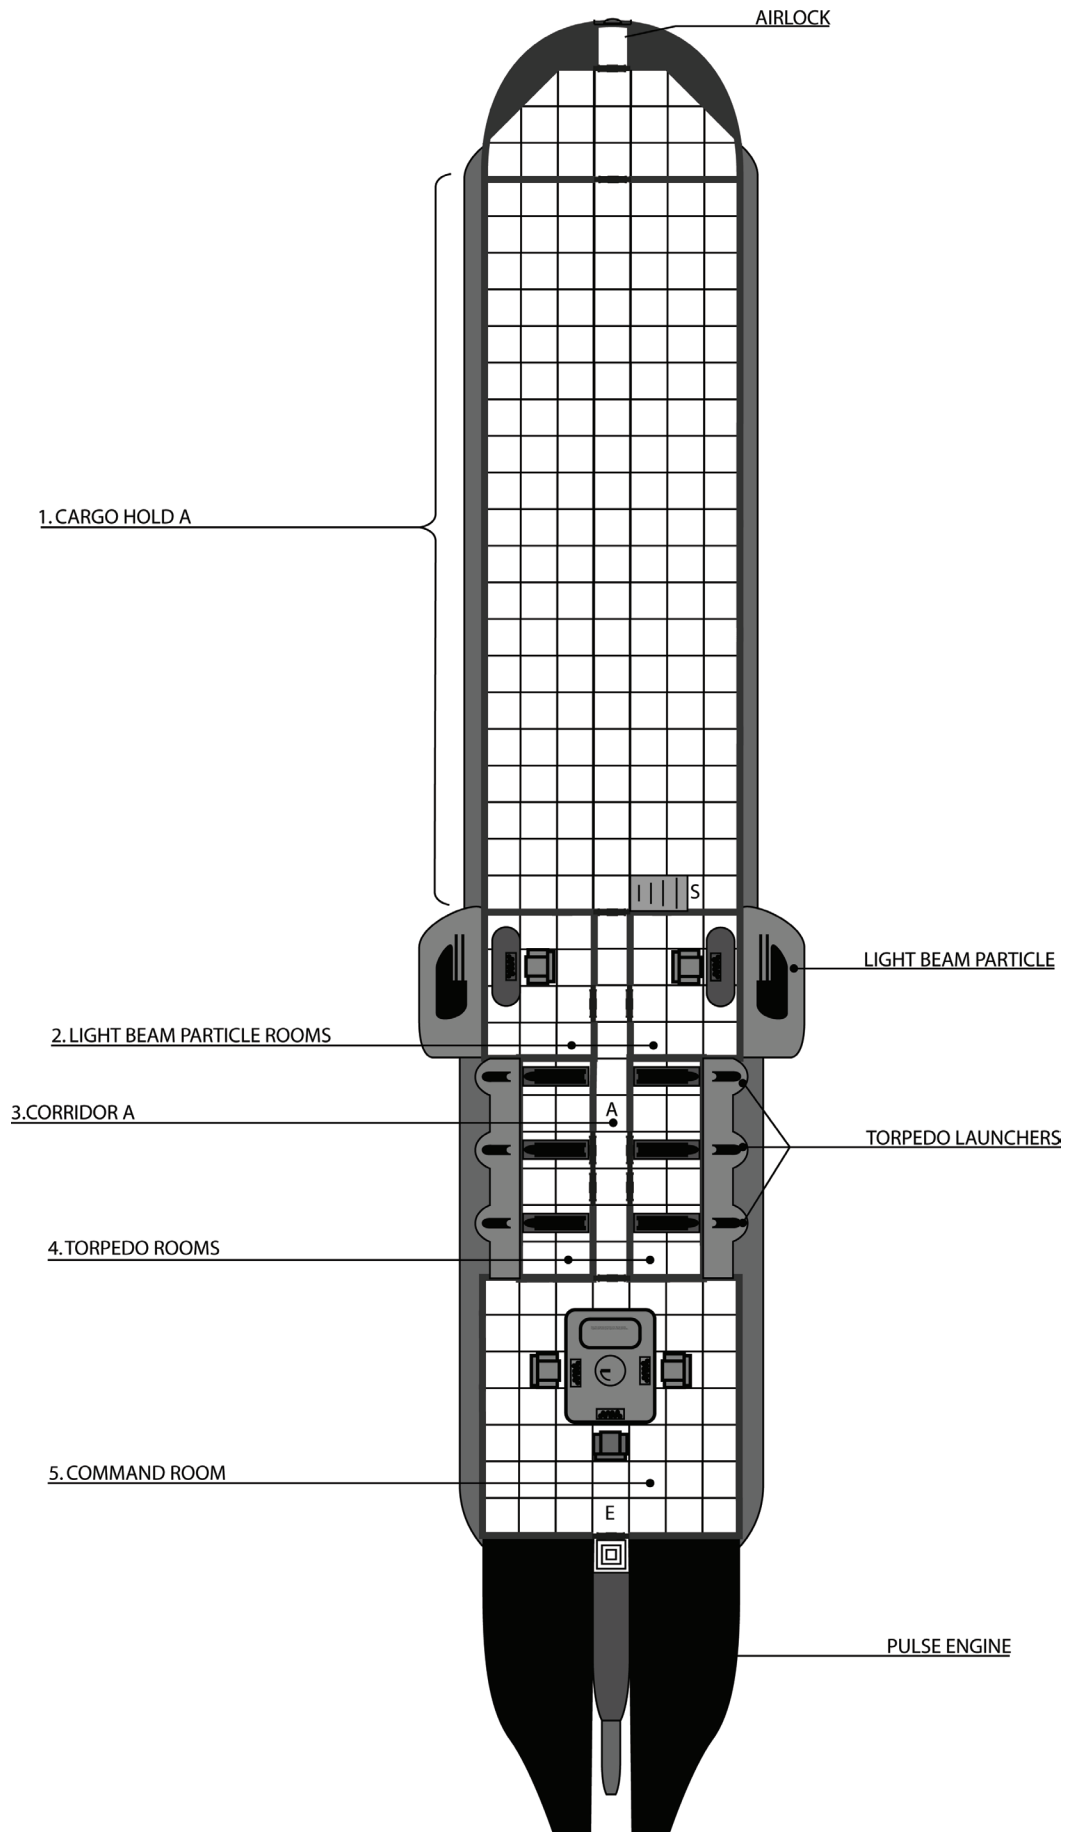 AIRLOCK
1. CARGO HOLD A
S
LIGHT BEAM PARTICLE
2. LIGHT BEAM PARTICLE ROOMS
A
3.CORRIDOR A
TORPEDO LAUNCHERS
4. TORPEDO ROOMS
5. COMMAND ROOM
E
PULSE ENGINE